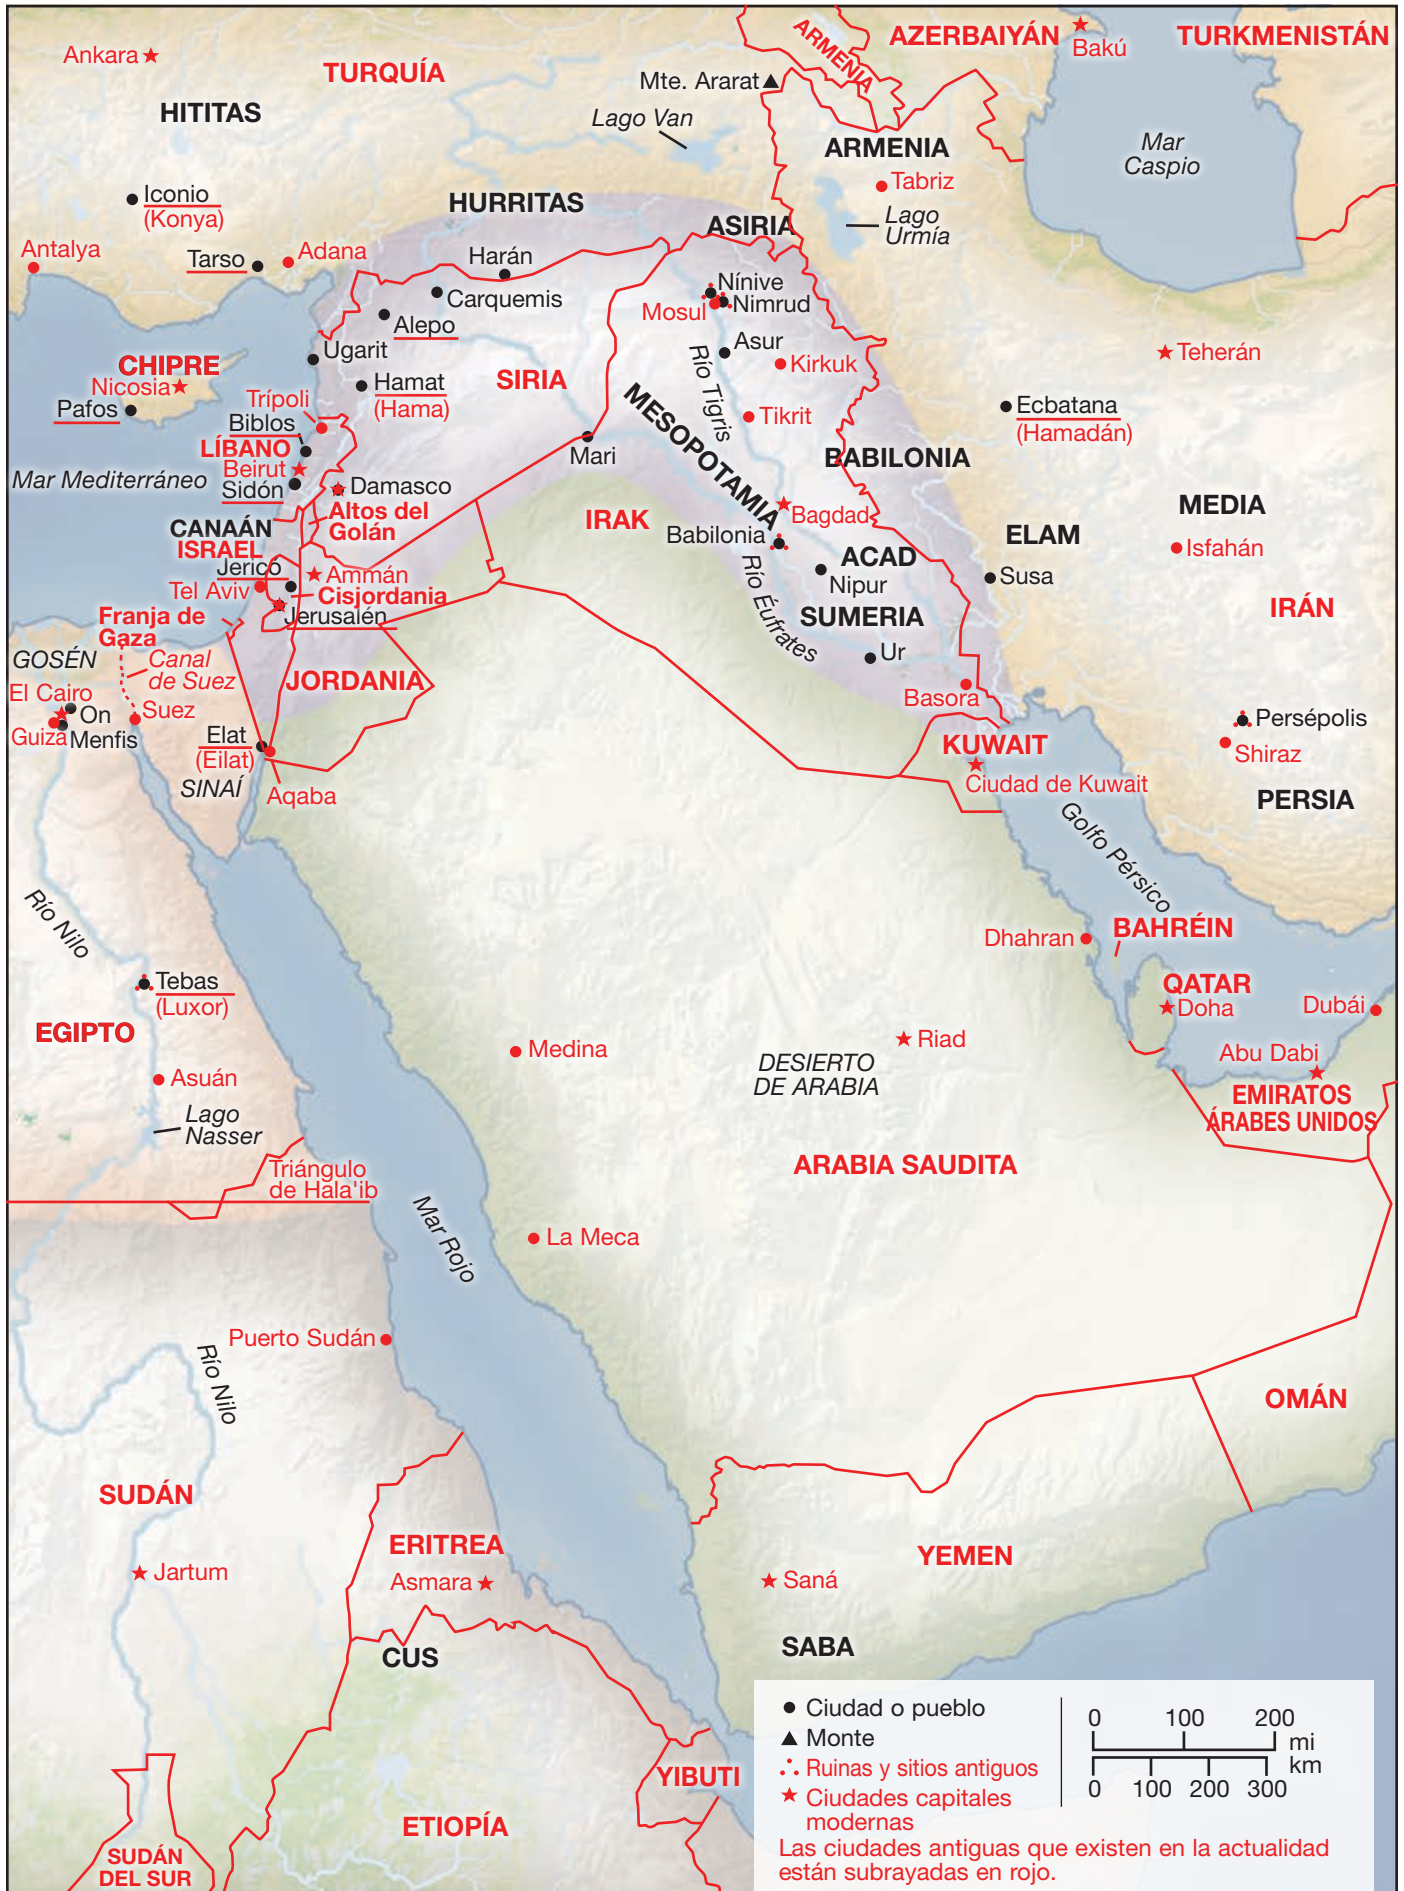 Ankara
TURQUÍA
ARMENIA
AZERBAIYÁN
Bakú
TURKMENISTÁN
HITITAS
Mte. Ararat
Lago Van
ARMENIA
Mar
Caspio
Tabriz
Iconio
(Konya)
HURRITAS
ASIRIA
Lago
Urmía
Antalya
Tarso
Adana
Harán
Carquemis
Nínive
Nimrud
Mosul
Alepo
Ugarit
Asur
Kirkuk
Teherán
CHIPRE
Nicosia
Pafos
Hamat
(Hama)
SIRIA
Río Tigris
MESOPOTAMIA
Tikrit
Ecbatana
(Hamadán)
Trípoli
Biblos
LÍBANO
Beirut
Sidón
Mar Mediterráneo
Mari
BABILONIA
Damasco
Altos del
Golán
IRAK
Bagdad
MEDIA
CANAÁN
ISRAEL
Babilonia
ELAM
Isfahán
Jericó
Tel Aviv
Ammán
Cisjordania
Jerusalén
Río Éufrates
ACAD
Nipur
Susa
SUMERIA
IRÁN
Franja de
Gaza
GOSÉN
Canal
de Suez
Ur
JORDANIA
Basora
El Cairo
On
Guiza
Menfis
Suez
Elat
(Eilat)
SINAÍ
Aqaba
KUWAIT
Ciudad de Kuwait
Persépolis
Shiraz
PERSIA
Golfo Pérsico
Río Nilo
Dhahran
BAHRÉIN
Tebas
(Luxor)
QATAR
Doha
Dubái
EGIPTO
Medina
Riad
DESIERTO
DE ARABIA
Abu Dabi
EMIRATOS
ÁRABES UNIDOS
Asuán
Lago
Nasser
Triángulo
de Hala'ib
ARABIA SAUDITA
Mar Rojo
La Meca
Puerto Sudán
Río Nilo
OMÁN
SUDÁN
ERITREA
Asmara
Jartum
YEMEN
Saná
CUS
SABA
YIBUTI
ETIOPÍA
SUDÁN
DEL SUR
Ciudad o pueblo
Monte
Ruinas y sitios antiguos
Ciudades capitales
modernas
0 100 200
mi
km
0 100 200 300
Las ciudades antiguas que existen en la actualidad
están subrayadas en rojo.